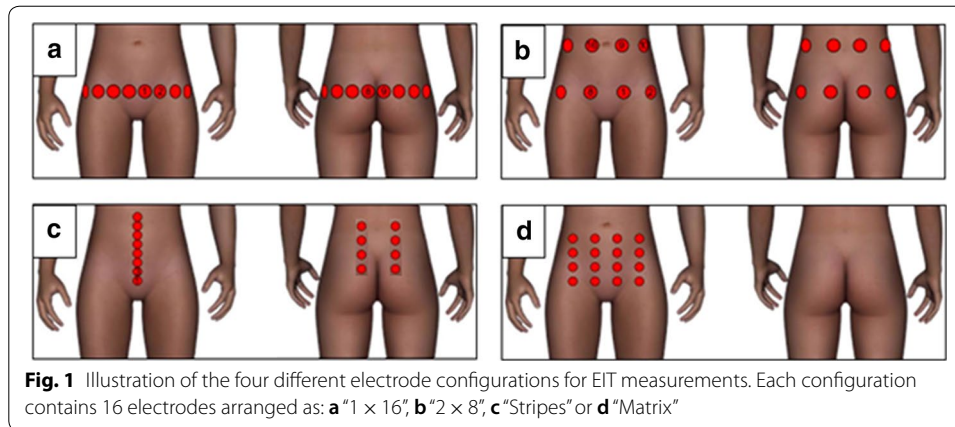 a
b
c
d
Fig. 1 Illustration of the four different electrode configurations for EIT measurements. Each configuration
contains 16 electrodes arranged as: a “1 × 16”, b “2 × 8”, c “Stripes” or d “Matrix”